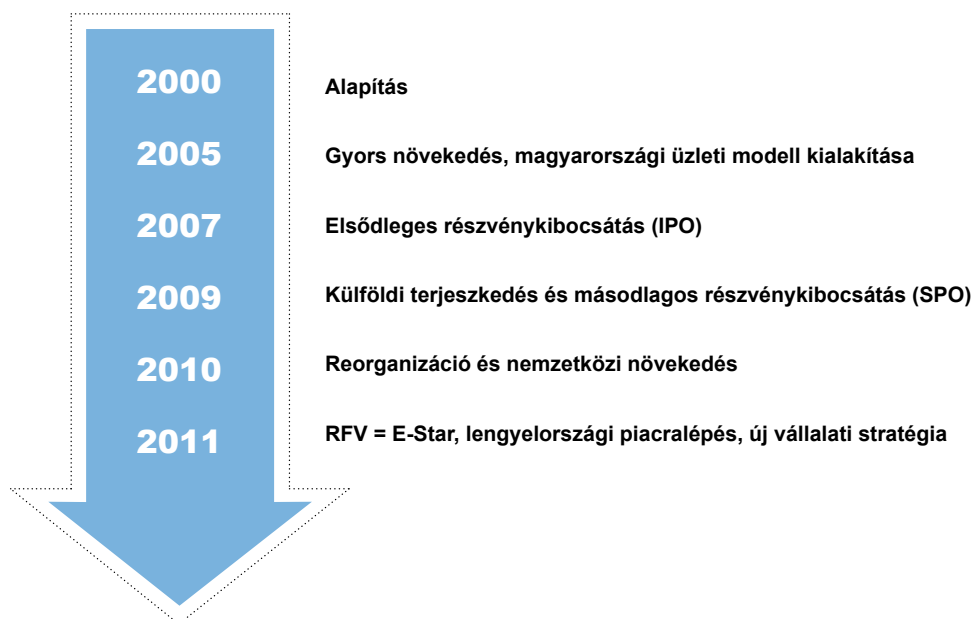 2000 Alapítás
2005 Gyors növekedés, magyarországi üzleti modell kialakítása
2007 Elsődleges részvénykibocsátás (IPO)
2009 Külföldi terjeszkedés és másodlagos részvénykibocsátás (SPO)
2010 Reorganizáció és nemzetközi növekedés
2011 RFV = E-Star, lengyelországi piacralépés, új vállalati stratégia